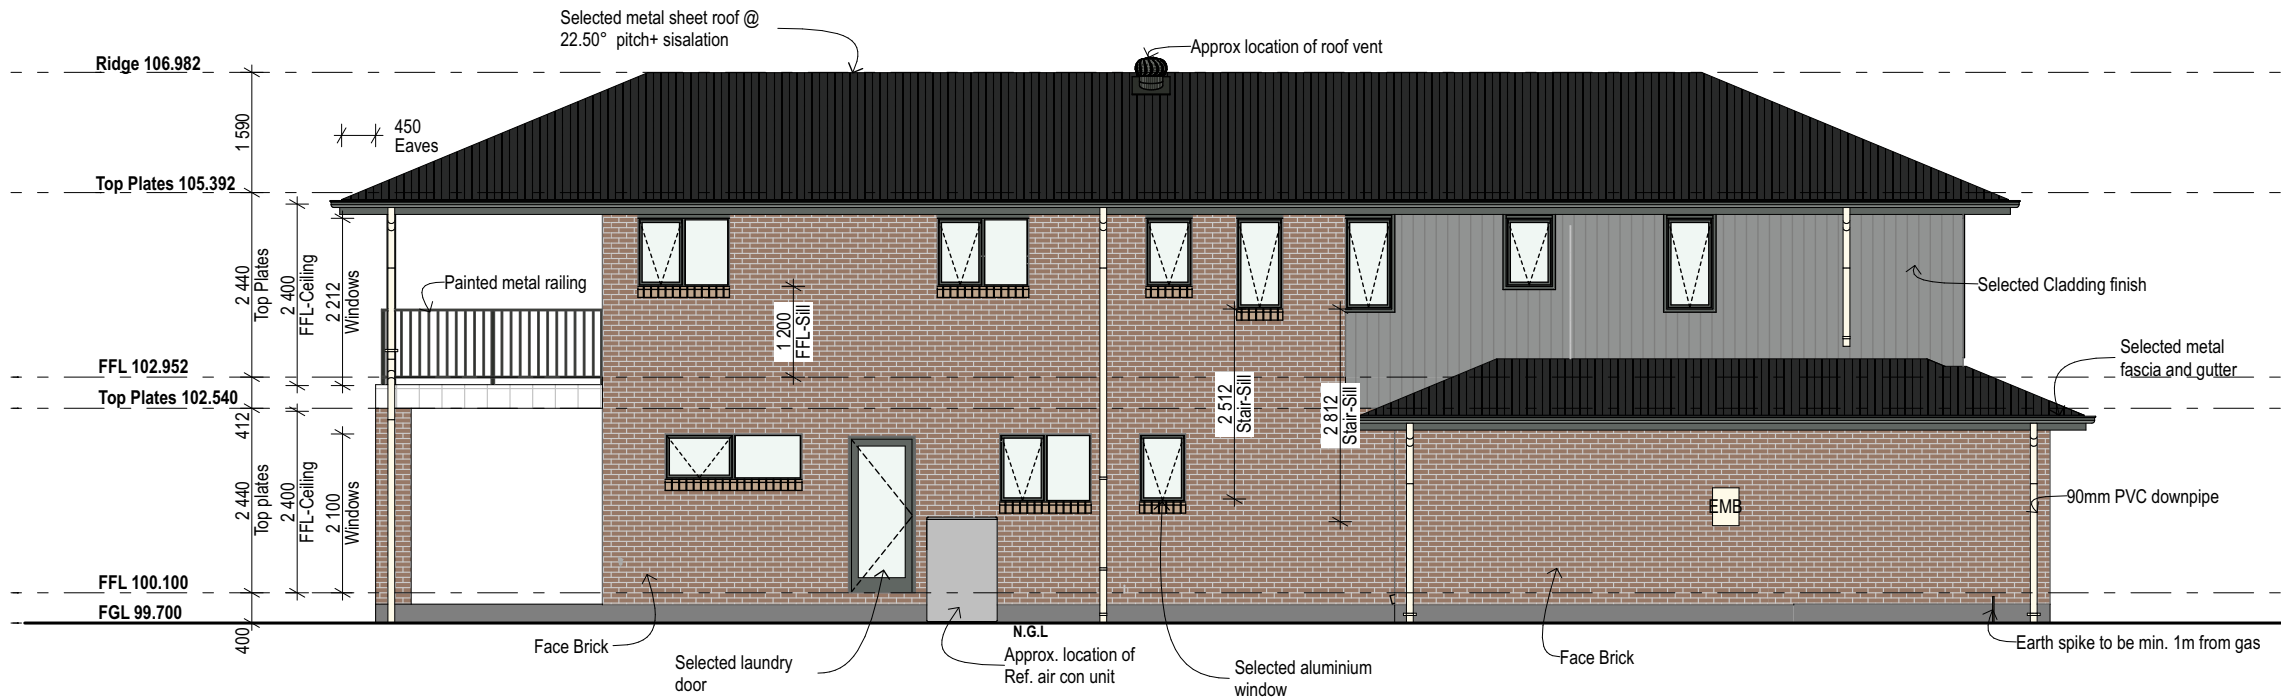 Selected metal sheet roof @
22.50° pitch+ sisalation
Approx location of roof vent
Ridge 106.982
1 590
450
Eaves
Top Plates 105.392
2 440
Top Plates
2 400
FFL-Ceiling
2 212
Windows
Painted metal railing
1 200
FFL-Sill
Selected Cladding finish
Selected metal
fascia and gutter
FFL 102.952
Top Plates 102.540
412
2 512
Stair-Sill
2 812
Stair-Sill
2 440
Top plates
2 400
FFL-Ceiling
2 100
Windows
EMB
90mm PVC downpipe
FFL 100.100
FGL 99.700
400
N.G.L
Face Brick
Selected laundry
door
Approx. location of
Ref. air con unit
Selected aluminium
window
Face Brick
Earth spike to be min. 1m from gas